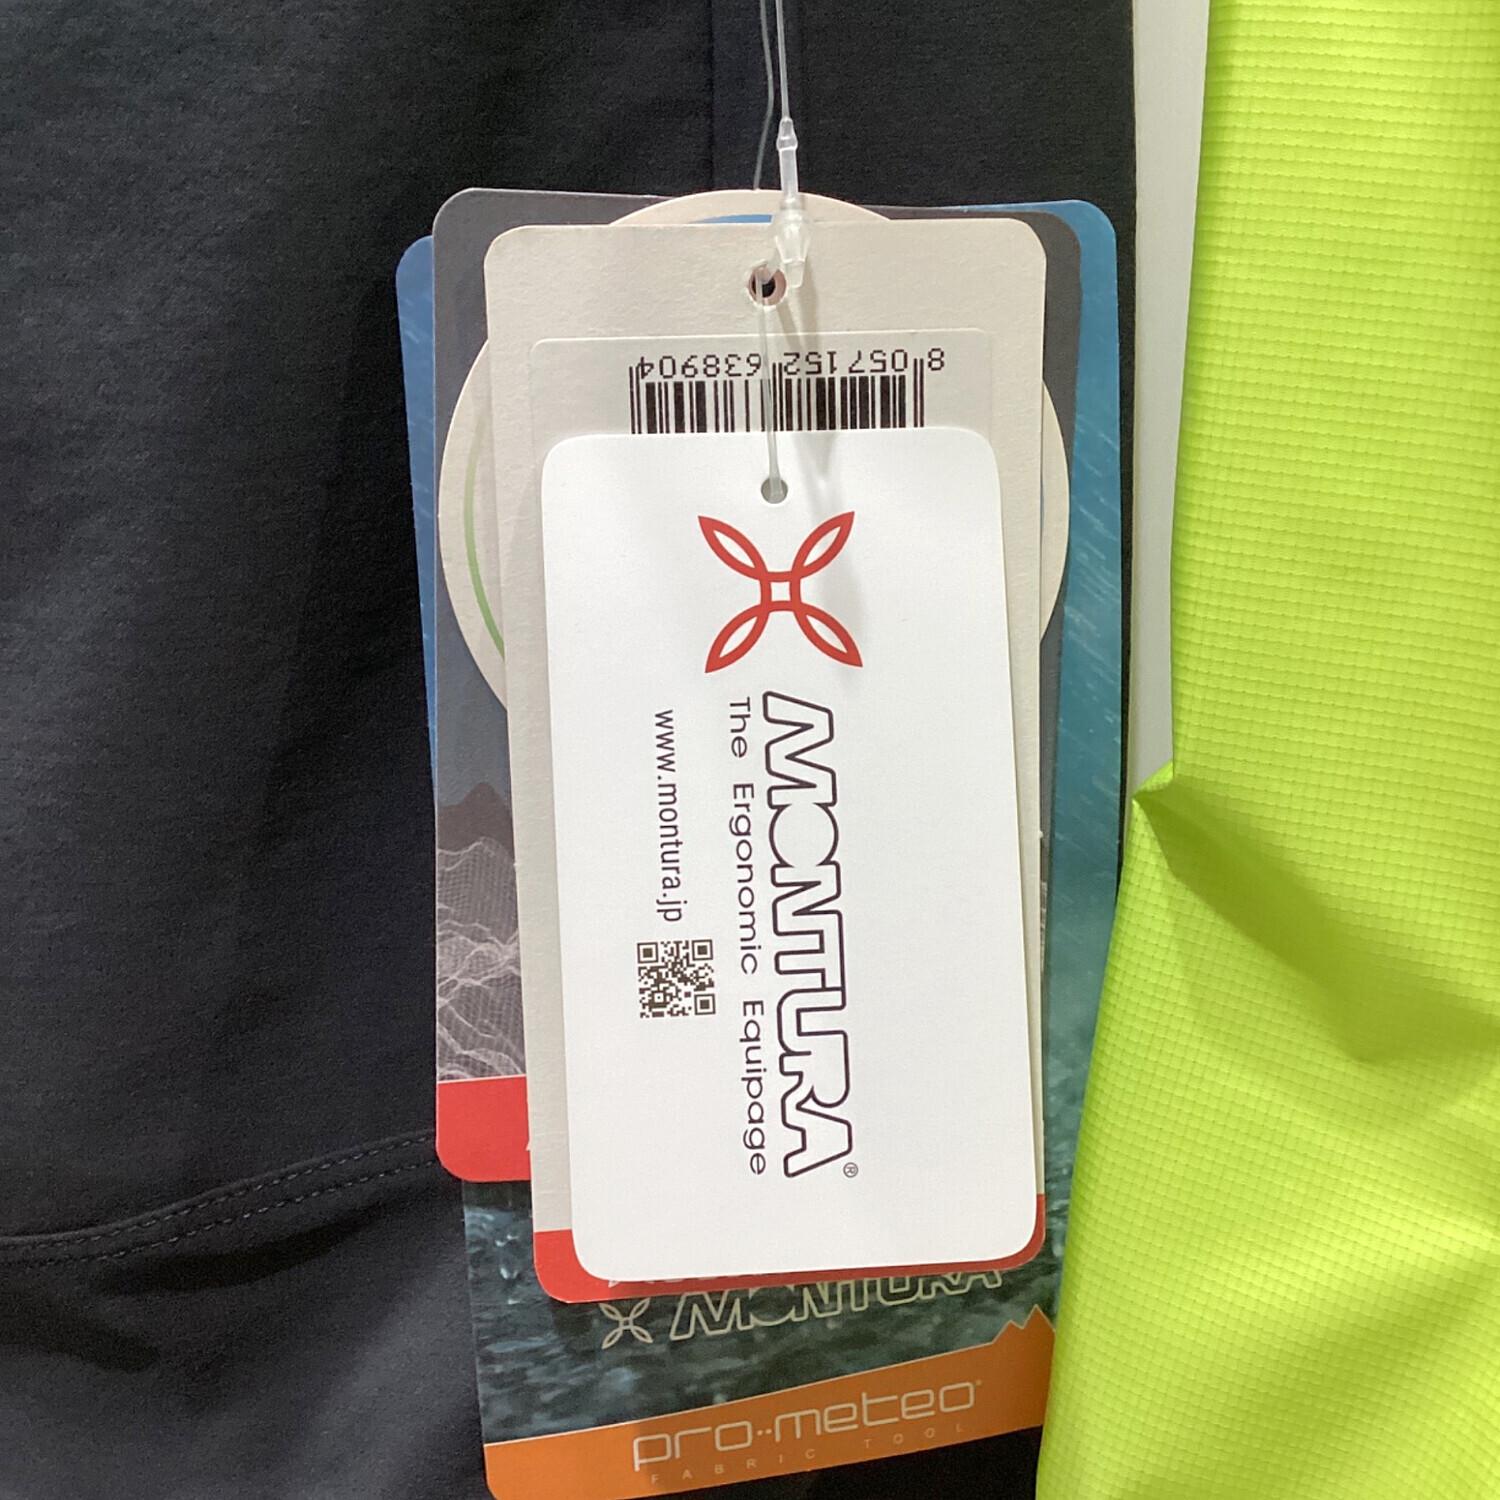 8 057152 638904
MONTURA®
The Ergonomic Equipage
www.montura.jp
MONTURA
pro··meteo
FABRIC TOOL